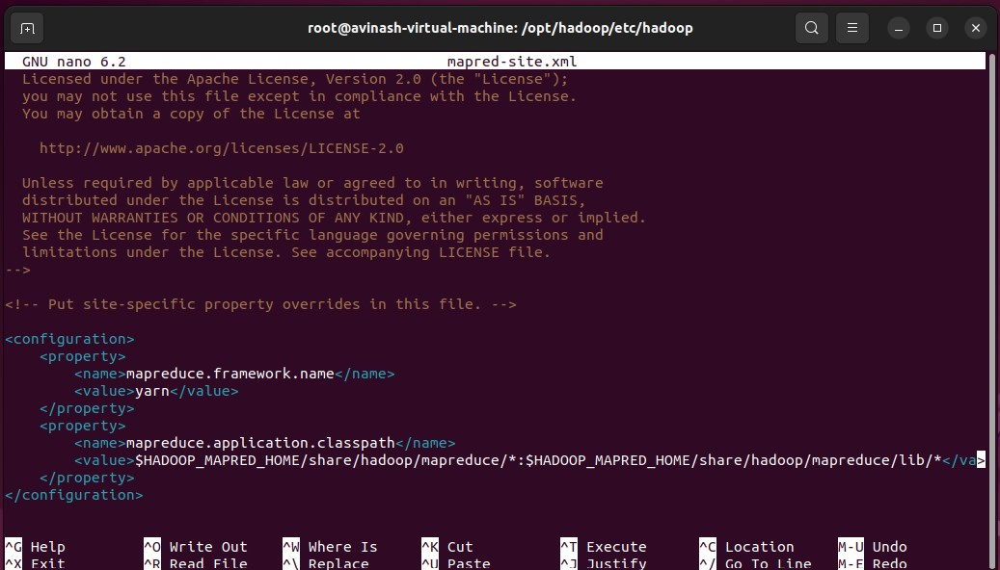 root@avinash-virtual-machine: /opt/hadoop/etc/hadoop
GNU nano 6.2 mapred-site.xml
Licensed under the Apache License, Version 2.0 (the "License");
you may not use this file except in compliance with the License.
You may obtain a copy of the License at
http://www.apache.org/licenses/LICENSE-2.0
Unless required by applicable law or agreed to in writing, software
distributed under the License is distributed on an "AS IS" BASIS,
WITHOUT WARRANTIES OR CONDITIONS OF ANY KIND, either express or implied.
See the License for the specific language governing permissions and
limitations under the License. See accompanying LICENSE file.
-->
<!-- Put site-specific property overrides in this file. -->
<configuration>
    <property>
        <name>mapreduce.framework.name</name>
        <value>yarn</value>
    </property>
    <property>
        <name>mapreduce.application.classpath</name>
        <value>$HADOOP_MAPRED_HOME/share/hadoop/mapreduce/*:$HADOOP_MAPRED_HOME/share/hadoop/mapreduce/lib/*</va>
    </property>
</configuration>
^G Help ^O Write Out ^W Where Is ^K Cut ^T Execute ^C Location M-U Undo
^X Exit ^R Read File ^\ Replace ^U Paste ^J Justify ^/ Go To Line M-E Redo